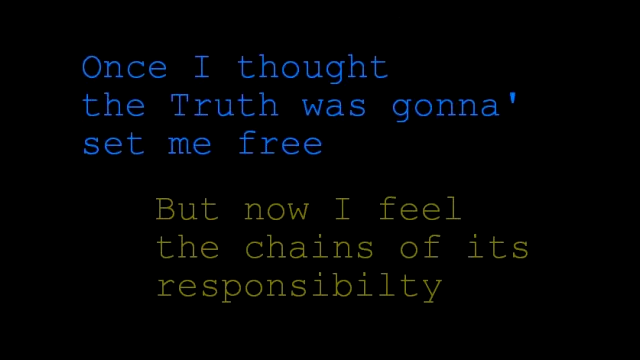 Once I thought
the Truth was gonna'
set me free
But now I feel
the chains of its
responsibilty